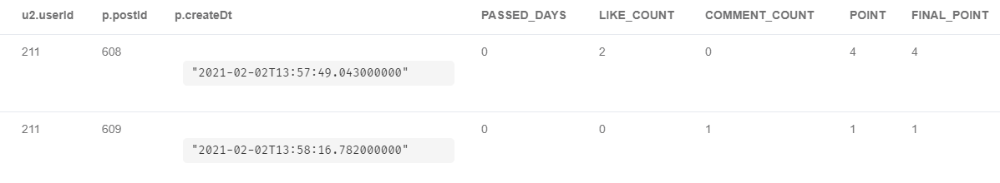 u2.userId p.postId p.createDt PASSED_DAYS LIKE_COUNT COMMENT_COUNT POINT FINAL_POINT
211 608 0 2 0 4 4
"2021-02-02T13:57:49.043000000"
211 609 0 0 1 1 1
"2021-02-02T13:58:16.782000000"